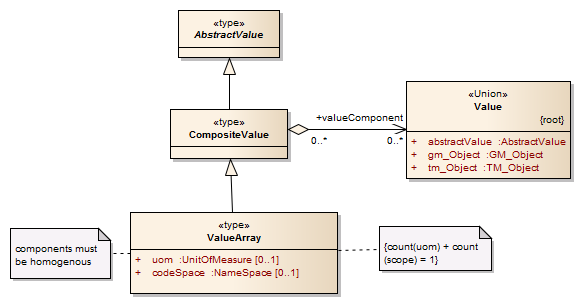 «type»
AbstractValue
«type»
CompositeValue
+valueComponent
0..*
0..*
«Union»
Value
{root}
+ abstractValue :AbstractValue
+ gm_Object :GM_Object
+ tm_Object :TM_Object
«type»
ValueArray
+ uom :UnitOfMeasure [0..1]
+ codeSpace :NameSpace [0..1]
components must
be homogenous
{count(uom) + count
(scope) = 1}